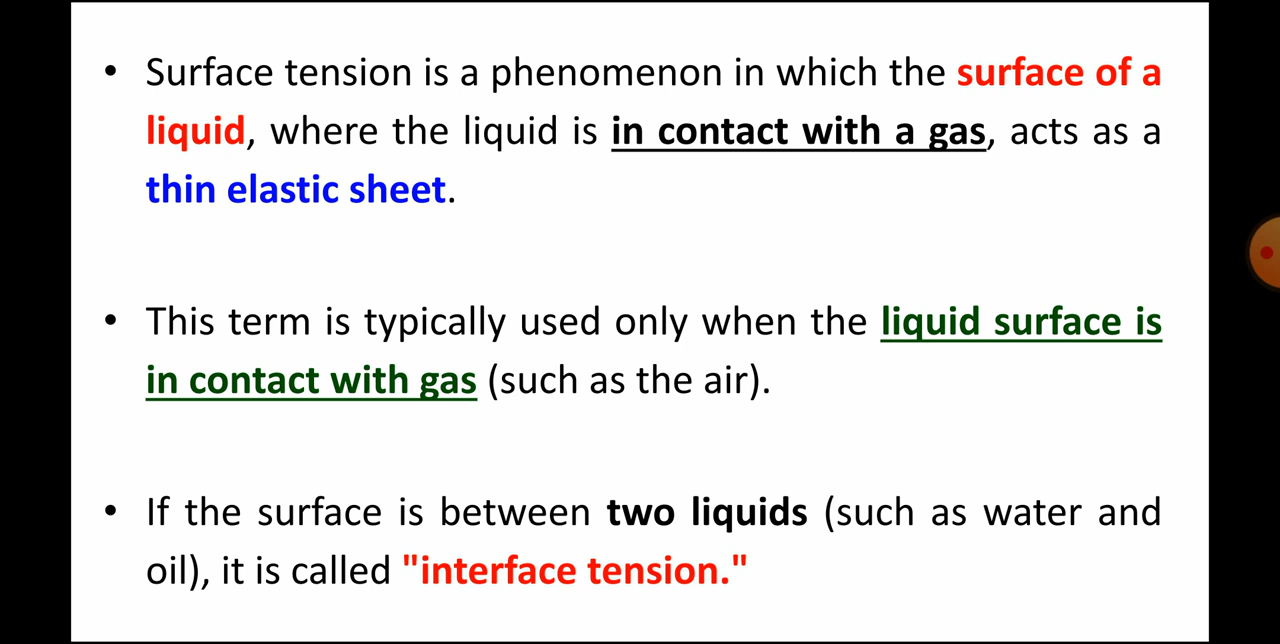 • Surface tension is a phenomenon in which the surface of a
liquid, where the liquid is in contact with a gas, acts as a
thin elastic sheet.
• This term is typically used only when the liquid surface is
in contact with gas (such as the air).
• If the surface is between two liquids (such as water and
oil), it is called "interface tension."